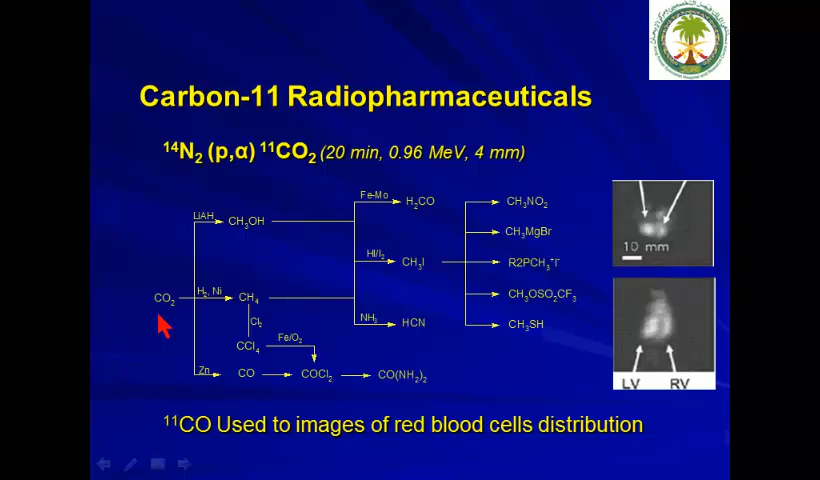 Carbon-11 Radiopharmaceuticals
¹⁴N₂ (p,α) ¹¹CO₂ (20 min, 0.96 MeV, 4 mm)
Fe-Mo
H₂CO
CH₃NO₂
LiAH
CH₃OH
CH₃MgBr
HI/I₂
CH₃I
R2PCH₃⁺I⁻
10 mm
CO₂
H₂, Ni
CH₄
CH₃OSO₂CF₃
Cl₂
NH₃
HCN
CH₃SH
CCl₄
Fe/O₂
Zn
CO
COCl₂
CO(NH₂)₂
LV RV
¹¹CO Used to images of red blood cells distribution